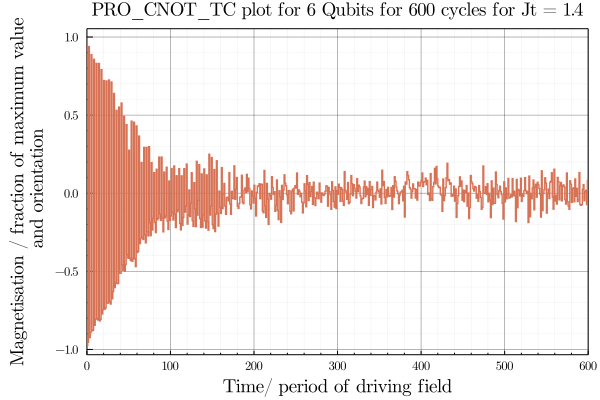 PRO_CNOT_TC plot for 6 Qubits for 600 cycles for Jt = 1.4
Magnetisation / fraction of maximum value
and orientation
1.0
0.5
0.0
−0.5
−1.0
0 100 200 300 400 500 600
Time/ period of driving field